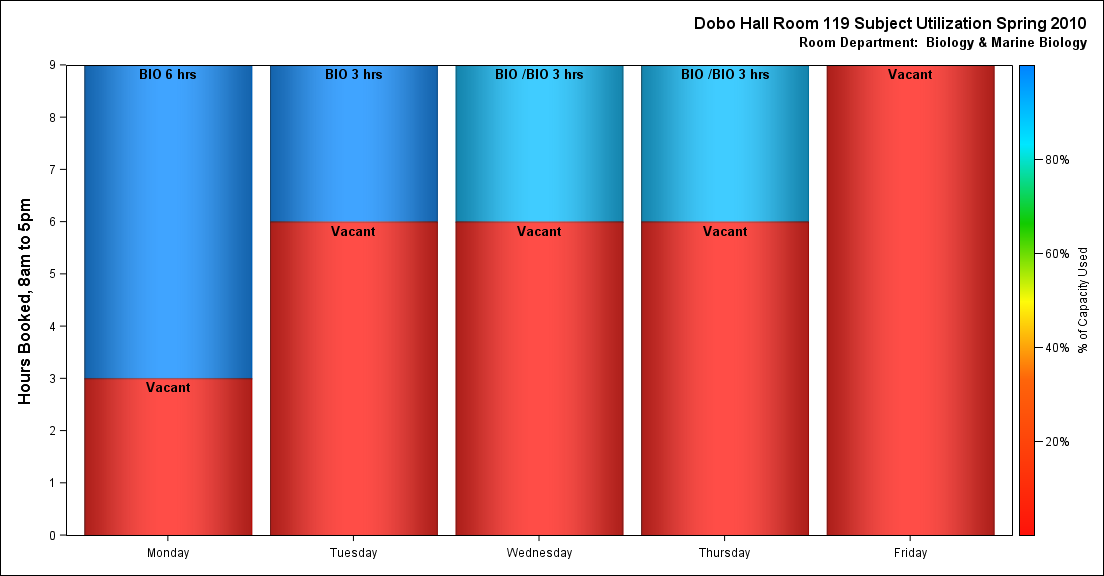 Dobo Hall Room 119 Subject Utilization Spring 2010
Room Department:  Biology & Marine Biology
Hours Booked, 8am to 5pm
9
8
7
6
5
4
3
2
1
0
BIO 6 hrs
Vacant
BIO 3 hrs
Vacant
BIO /BIO 3 hrs
Vacant
BIO /BIO 3 hrs
Vacant
Vacant
Monday
Tuesday
Wednesday
Thursday
Friday
80%
60%
40%
20%
% of Capacity Used